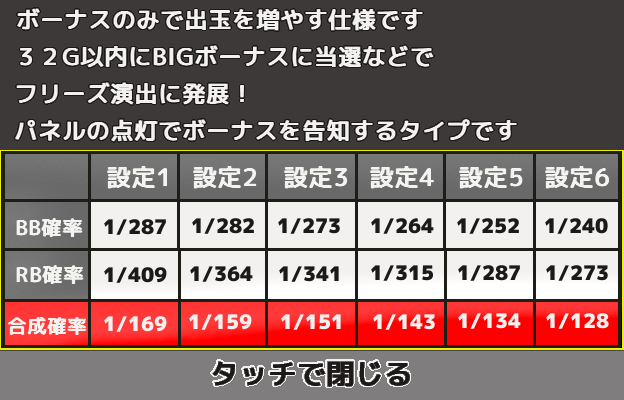 ボーナスのみで出玉を増やす仕様です
３２G以内にBIGボーナスに当選などで
フリーズ演出に発展！
パネルの点灯でボーナスを告知するタイプです
設定1 設定2 設定3 設定4 設定5 設定6
BB確率 1/287 1/282 1/273 1/264 1/252 1/240
RB確率 1/409 1/364 1/341 1/315 1/287 1/273
合成確率 1/169 1/159 1/151 1/143 1/134 1/128
タッチで閉じる